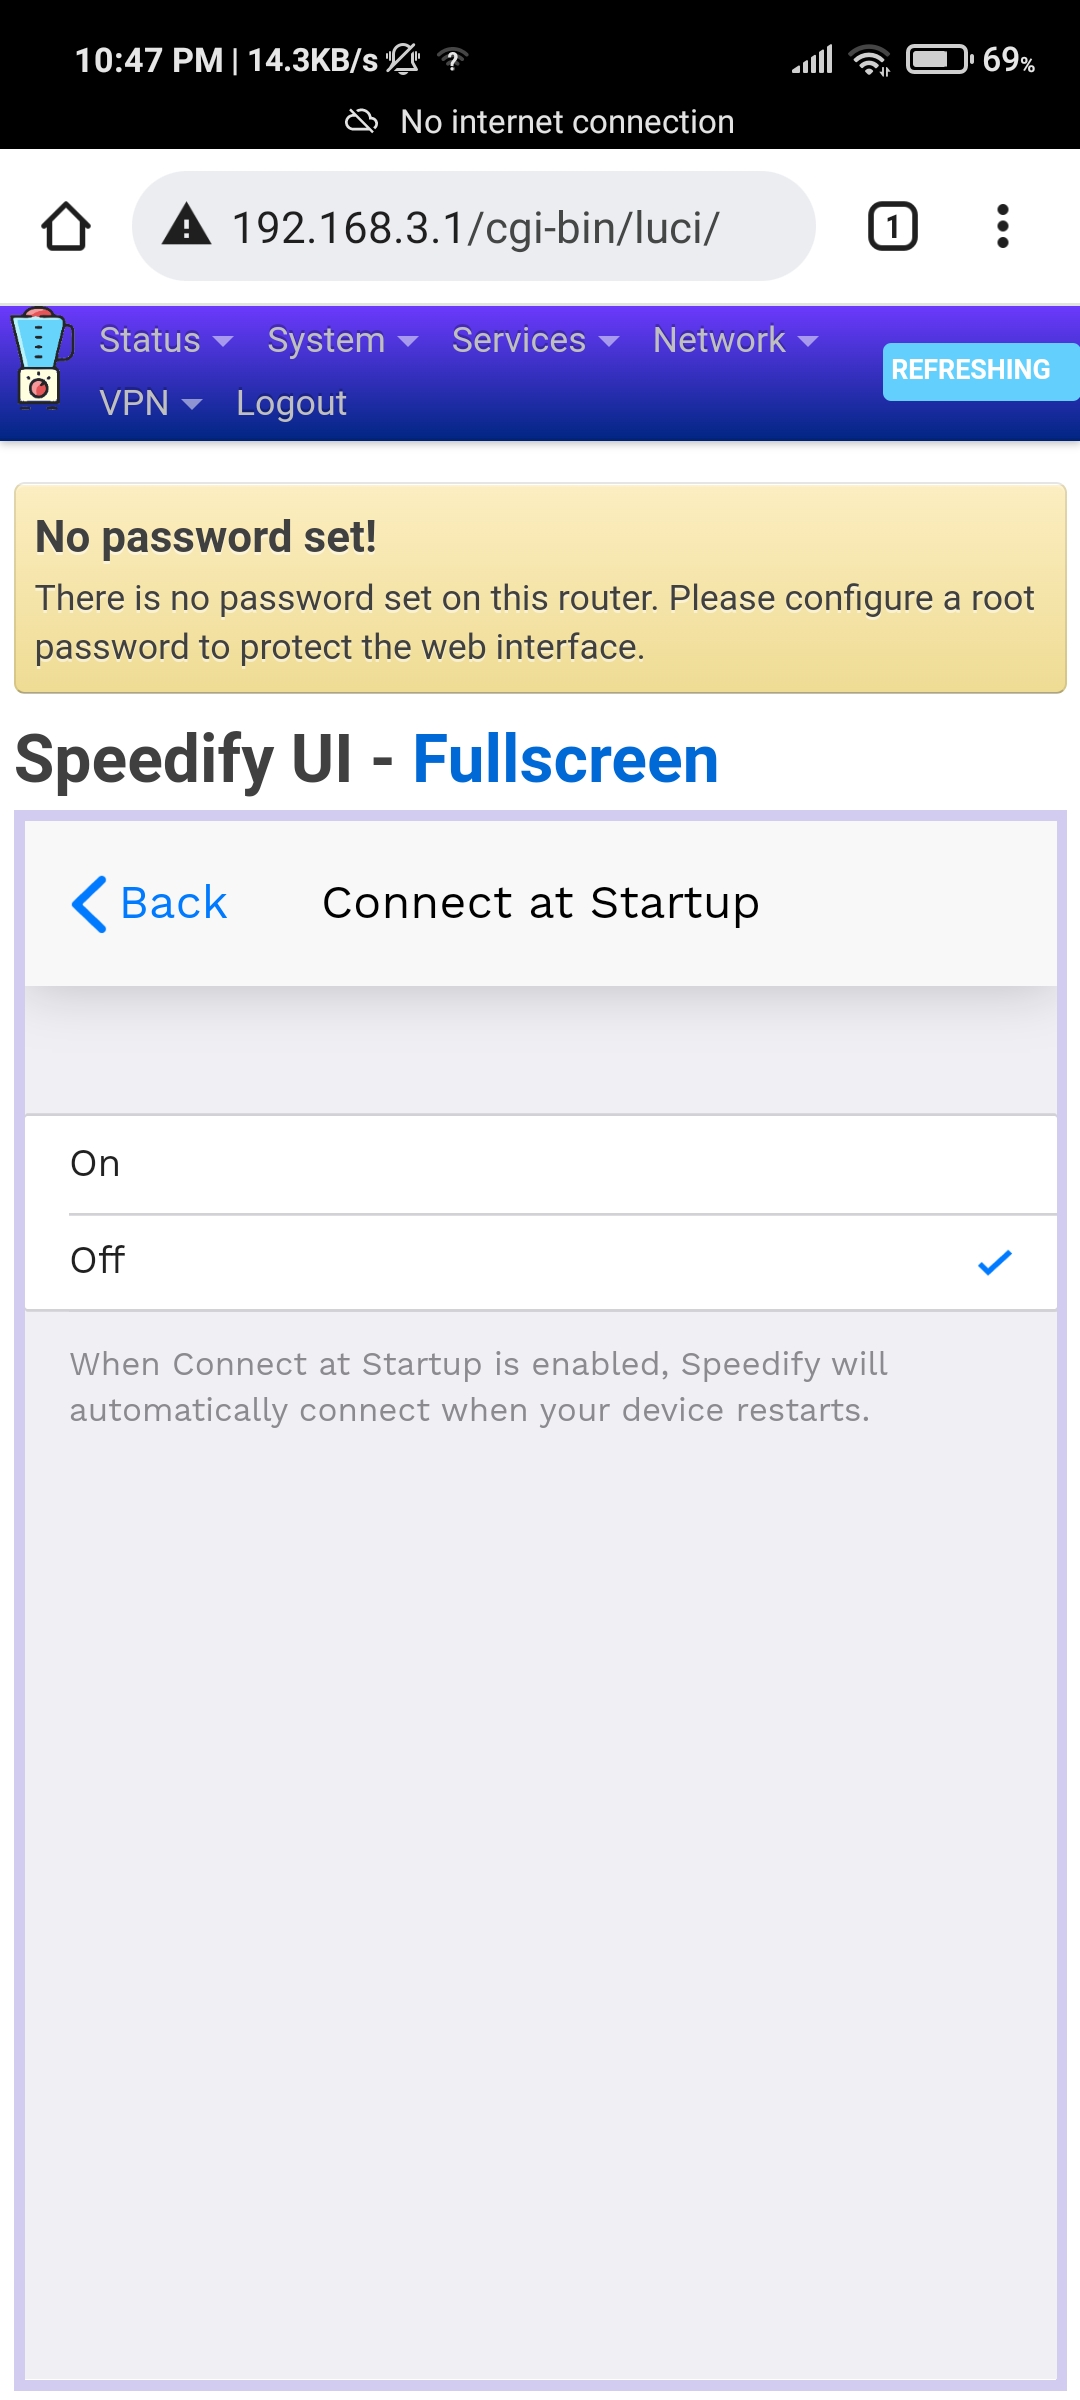 10:47 PM | 14.3KB/s
69%
No internet connection
192.168.3.1/cgi-bin/luci/
1
Status System Services Network
REFRESHING
VPN Logout
No password set!
There is no password set on this router. Please configure a root
password to protect the web interface.
Speedify UI - Fullscreen
Back Connect at Startup
On
Off
When Connect at Startup is enabled, Speedify will
automatically connect when your device restarts.